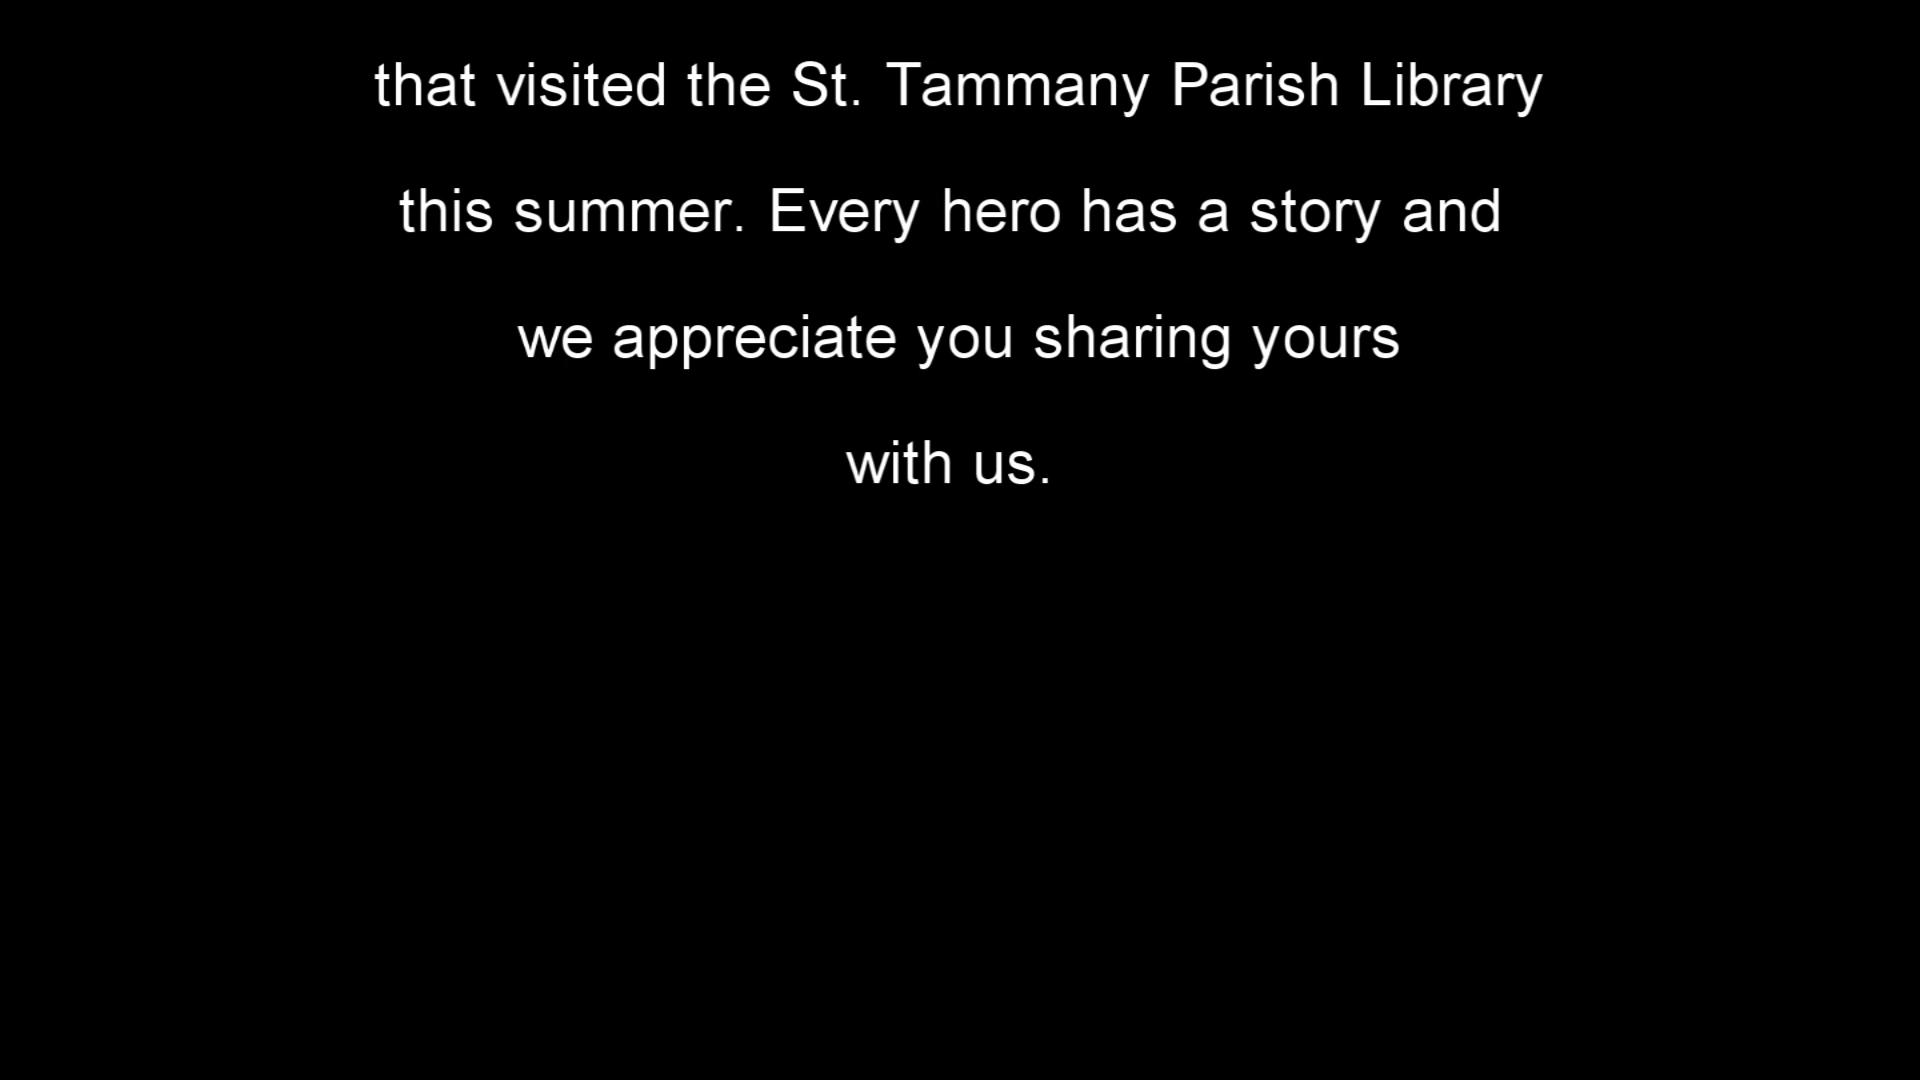 that visited the St. Tammany Parish Library
this summer. Every hero has a story and
we appreciate you sharing yours
with us.